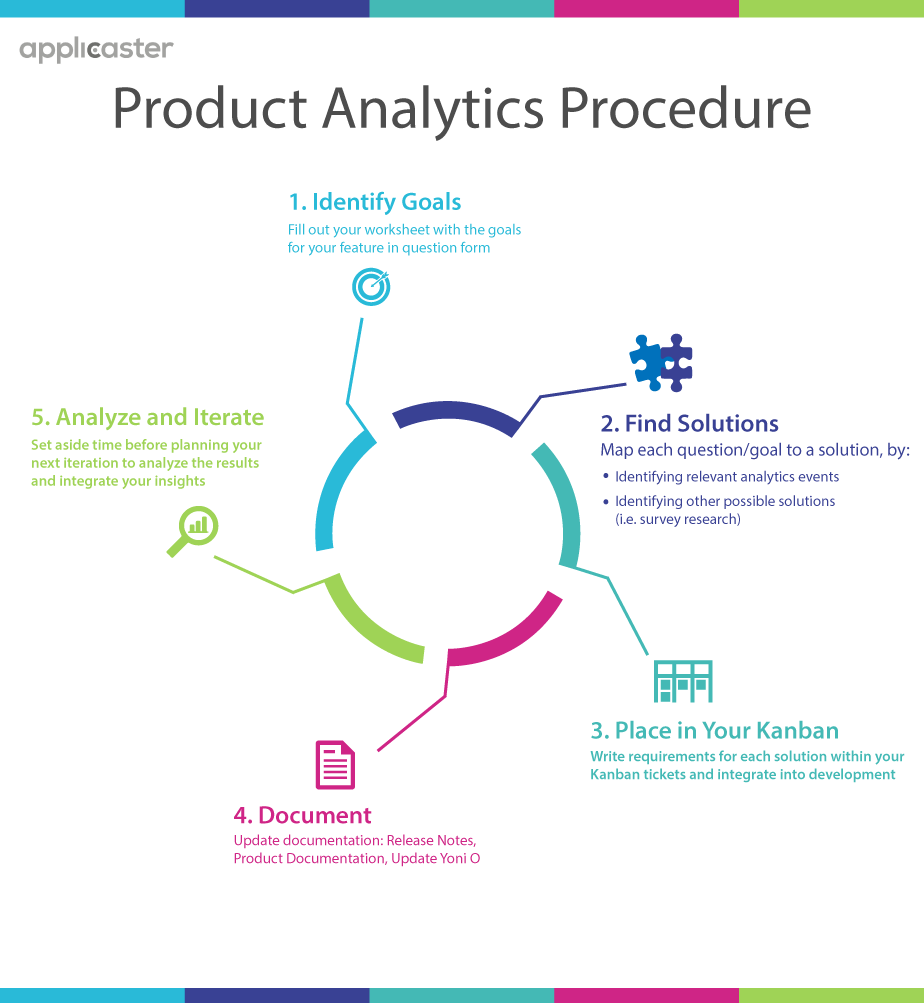 applicaster
Product Analytics Procedure
1. Identify Goals
Fill out your worksheet with the goals
for your feature in question form
2. Find Solutions
Map each question/goal to a solution, by:
• Identifying relevant analytics events
• Identifying other possible solutions
(i.e. survey research)
3. Place in Your Kanban
Write requirements for each solution within your
Kanban tickets and integrate into development
4. Document
Update documentation: Release Notes,
Product Documentation, Update Yoni O
5. Analyze and Iterate
Set aside time before planning your
next iteration to analyze the results
and integrate your insights